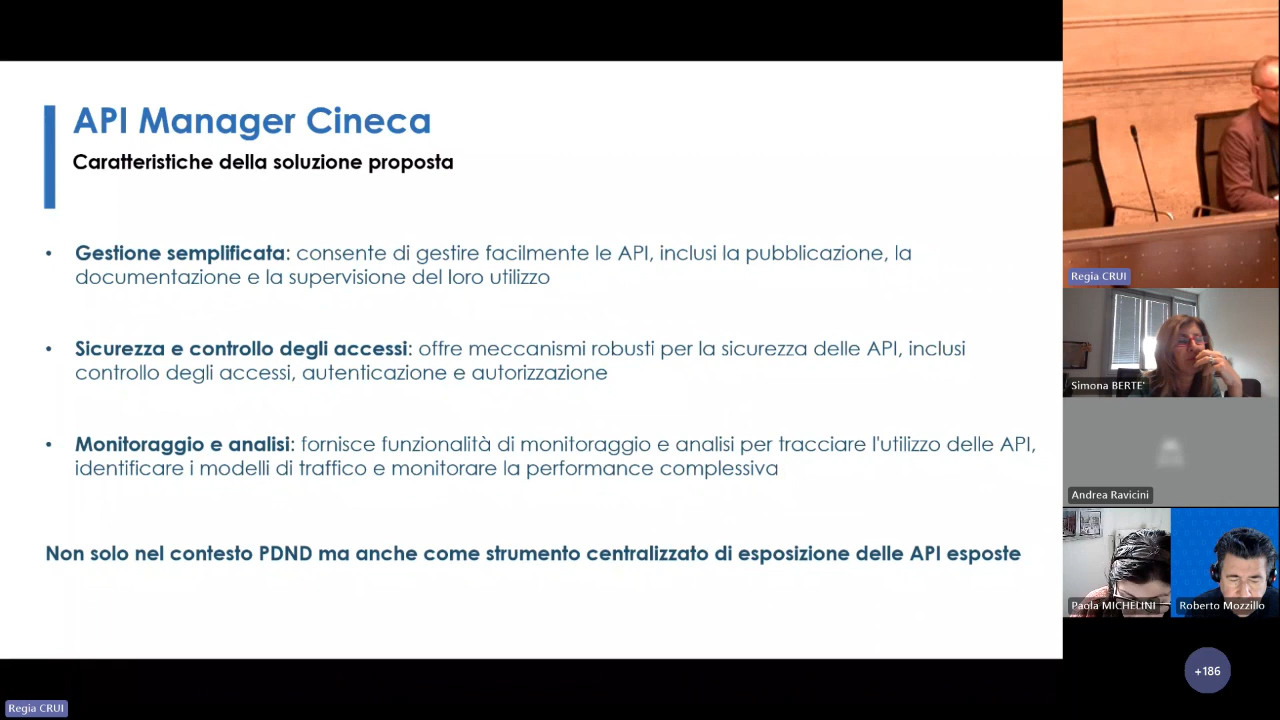 API Manager Cineca
Caratteristiche della soluzione proposta
• Gestione semplificata: consente di gestire facilmente le API, inclusi la pubblicazione, la
documentazione e la supervisione del loro utilizzo
• Sicurezza e controllo degli accessi: offre meccanismi robusti per la sicurezza delle API, inclusi
controllo degli accessi, autenticazione e autorizzazione
• Monitoraggio e analisi: fornisce funzionalità di monitoraggio e analisi per tracciare l'utilizzo delle API,
identificare i modelli di traffico e monitorare la performance complessiva
Non solo nel contesto PDND ma anche come strumento centralizzato di esposizione delle API esposte
Regia CRUI
Regia CRUI
Simona BERTE'
Andrea Ravicini
Paola MICHELINI
Roberto Mozzillo
+186